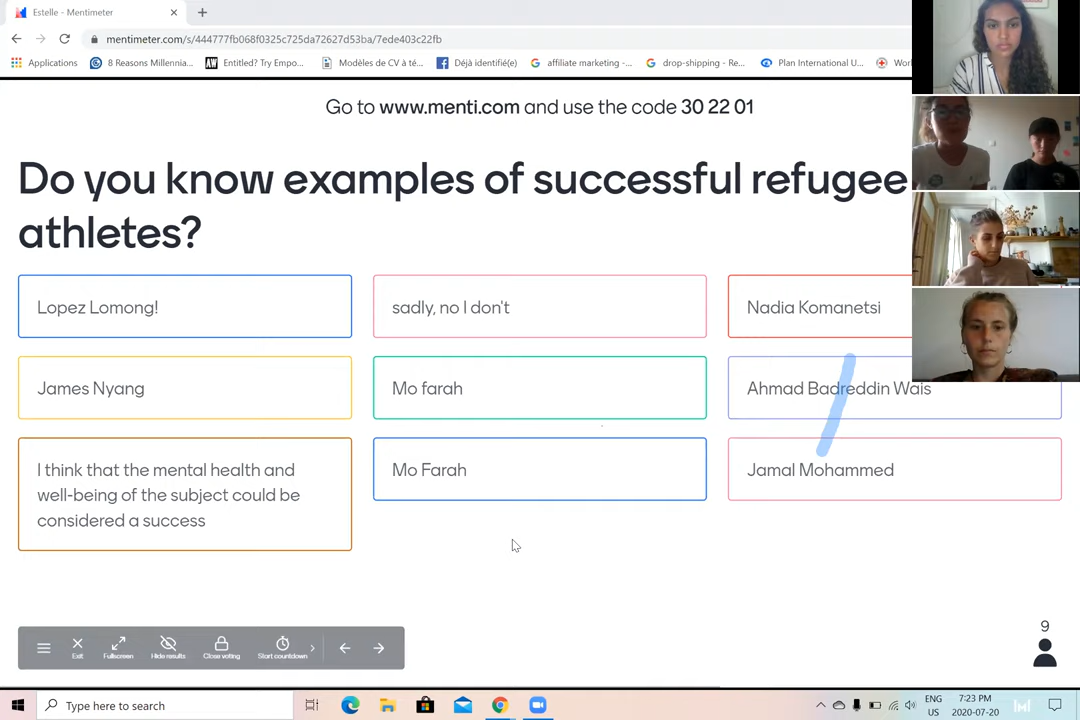 Estelle - Mentimeter
mentimeter.com/s/444777fb068f0325c725da72627d53ba/7ede403c22fb
Applications
8 Reasons Millennia...
Entitled? Try Empo...
Modèles de CV à té...
Déjà identifié(e)
affiliate marketing -...
drop-shipping - Re...
Plan International U...
Go to www.menti.com and use the code 30 22 01
Do you know examples of successful refugee
athletes?
Lopez Lomong!
sadly, no I don't
Nadia Komanetsi
James Nyang
Mo farah
Ahmad Badreddin Wais
I think that the mental health and
well-being of the subject could be
considered a success
Mo Farah
Jamal Mohammed
9
Exit
Fullscreen
Hide results
Close voting
Start countdown
Type here to search
ENG
US
7:23 PM
2020-07-20